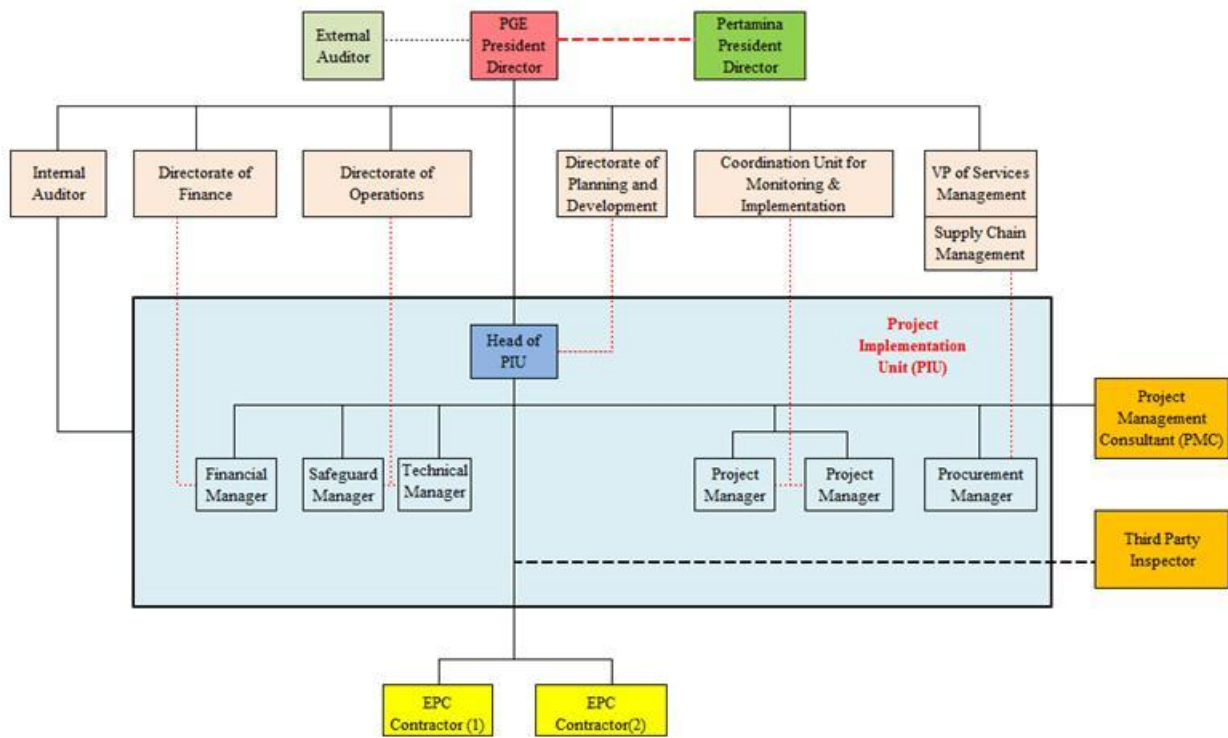 External
Auditor
PGE
President
Director
Pertamina
President
Director
Internal
Auditor
Directorate of
Finance
Directorate of
Operations
Directorate of
Planning and
Development
Coordination Unit for
Monitoring &
Implementation
VP of Services
Management
Supply Chain
Management
Head of
PIU
Project
Implementation
Unit (PIU)
Project
Management
Consultant (PMC)
Financial
Manager
Safeguard
Manager
Technical
Manager
Project
Manager
Project
Manager
Procurement
Manager
Third Party
Inspector
EPC
Contractor (1)
EPC
Contractor(2)